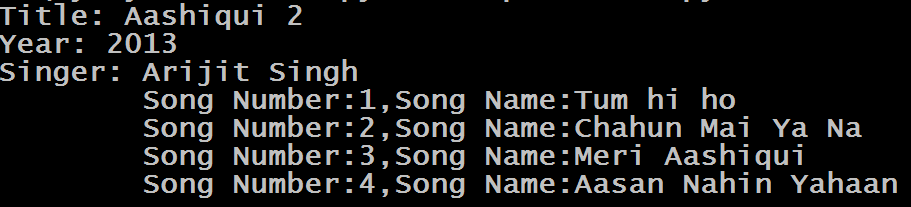 Title: Aashiqui 2
Year: 2013
Singer: Arijit Singh
Song Number:1,Song Name:Tum hi ho
Song Number:2,Song Name:Chahun Mai Ya Na
Song Number:3,Song Name:Meri Aashiqui
Song Number:4,Song Name:Aasan Nahin Yahaan